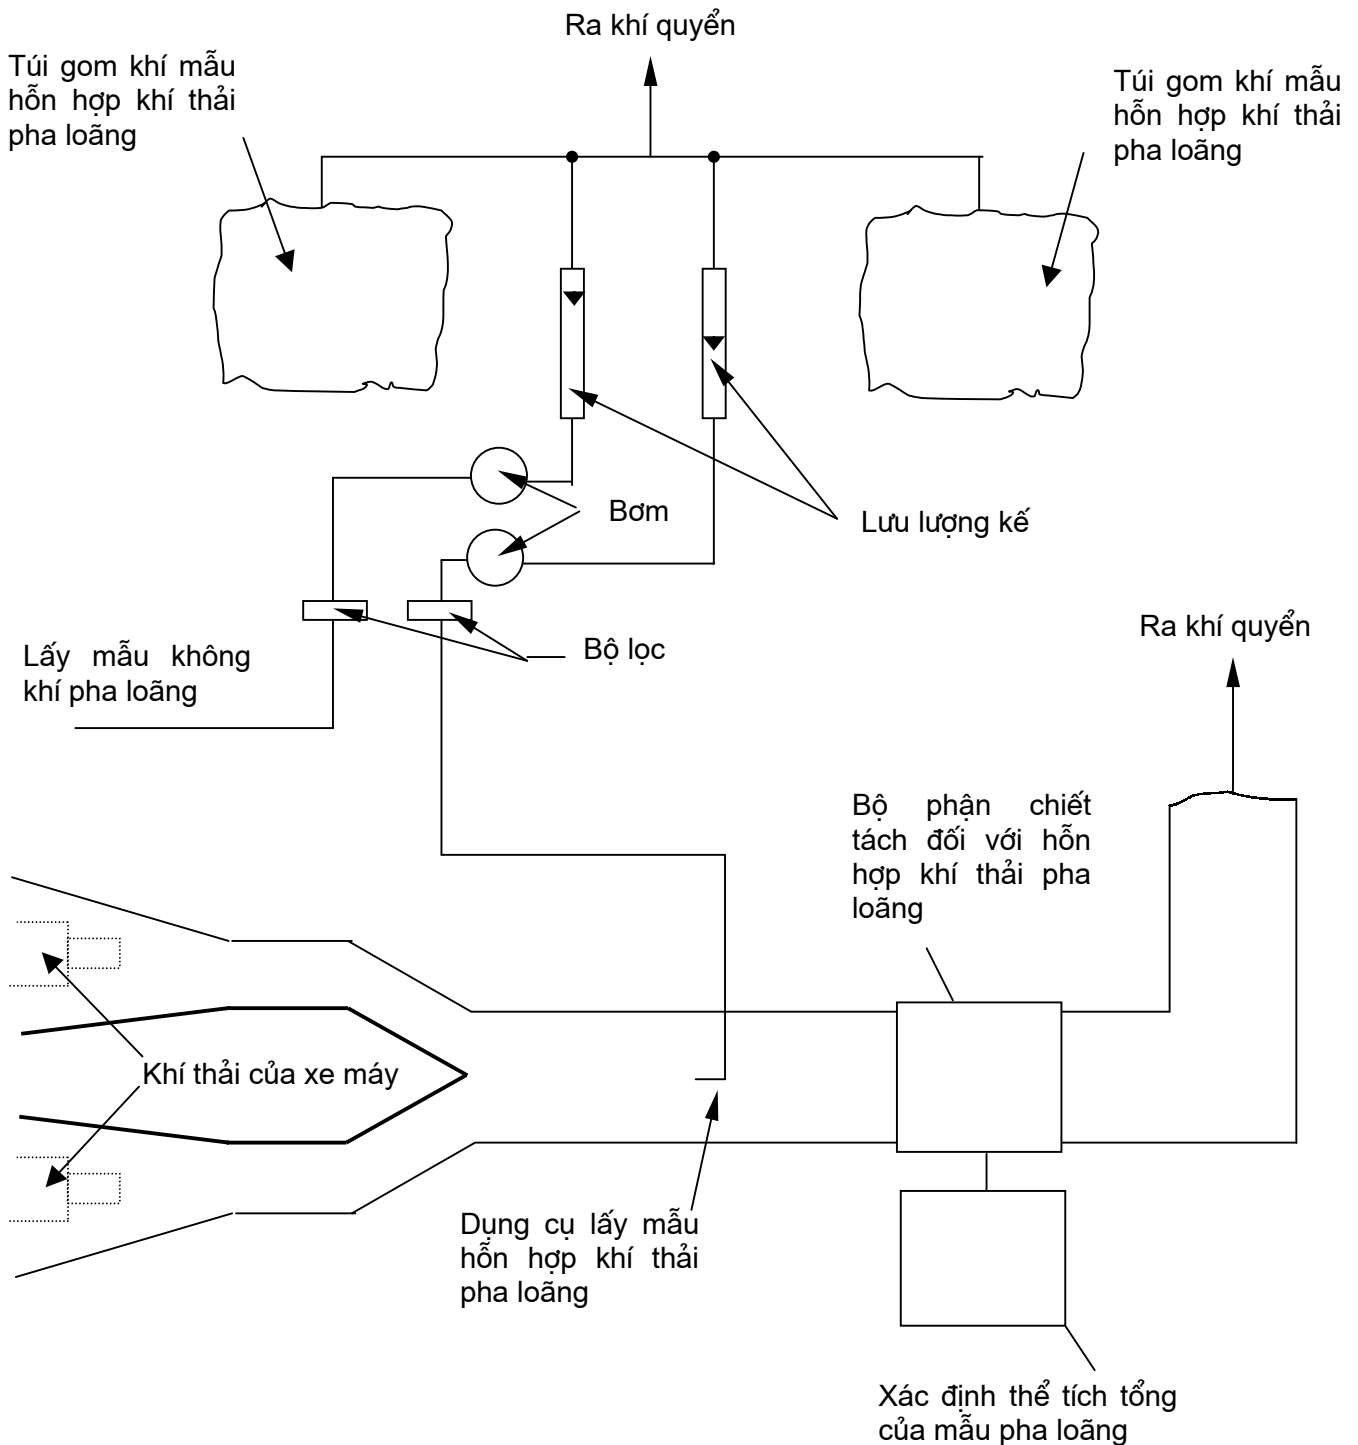 Ra khí quyển
Túi gom khí mẫu
hỗn hợp khí thải
pha loãng
Túi gom khí mẫu
hỗn hợp khí thải
pha loãng
Bơm
Lưu lượng kế
Bộ lọc
Lấy mẫu không
khí pha loãng
Ra khí quyển
Bộ phận chiết
tách đối với hỗn
hợp khí thải pha
loãng
Khí thải của xe máy
Dụng cụ lấy mẫu
hỗn hợp khí thải
pha loãng
Xác định thể tích tổng
của mẫu pha loãng